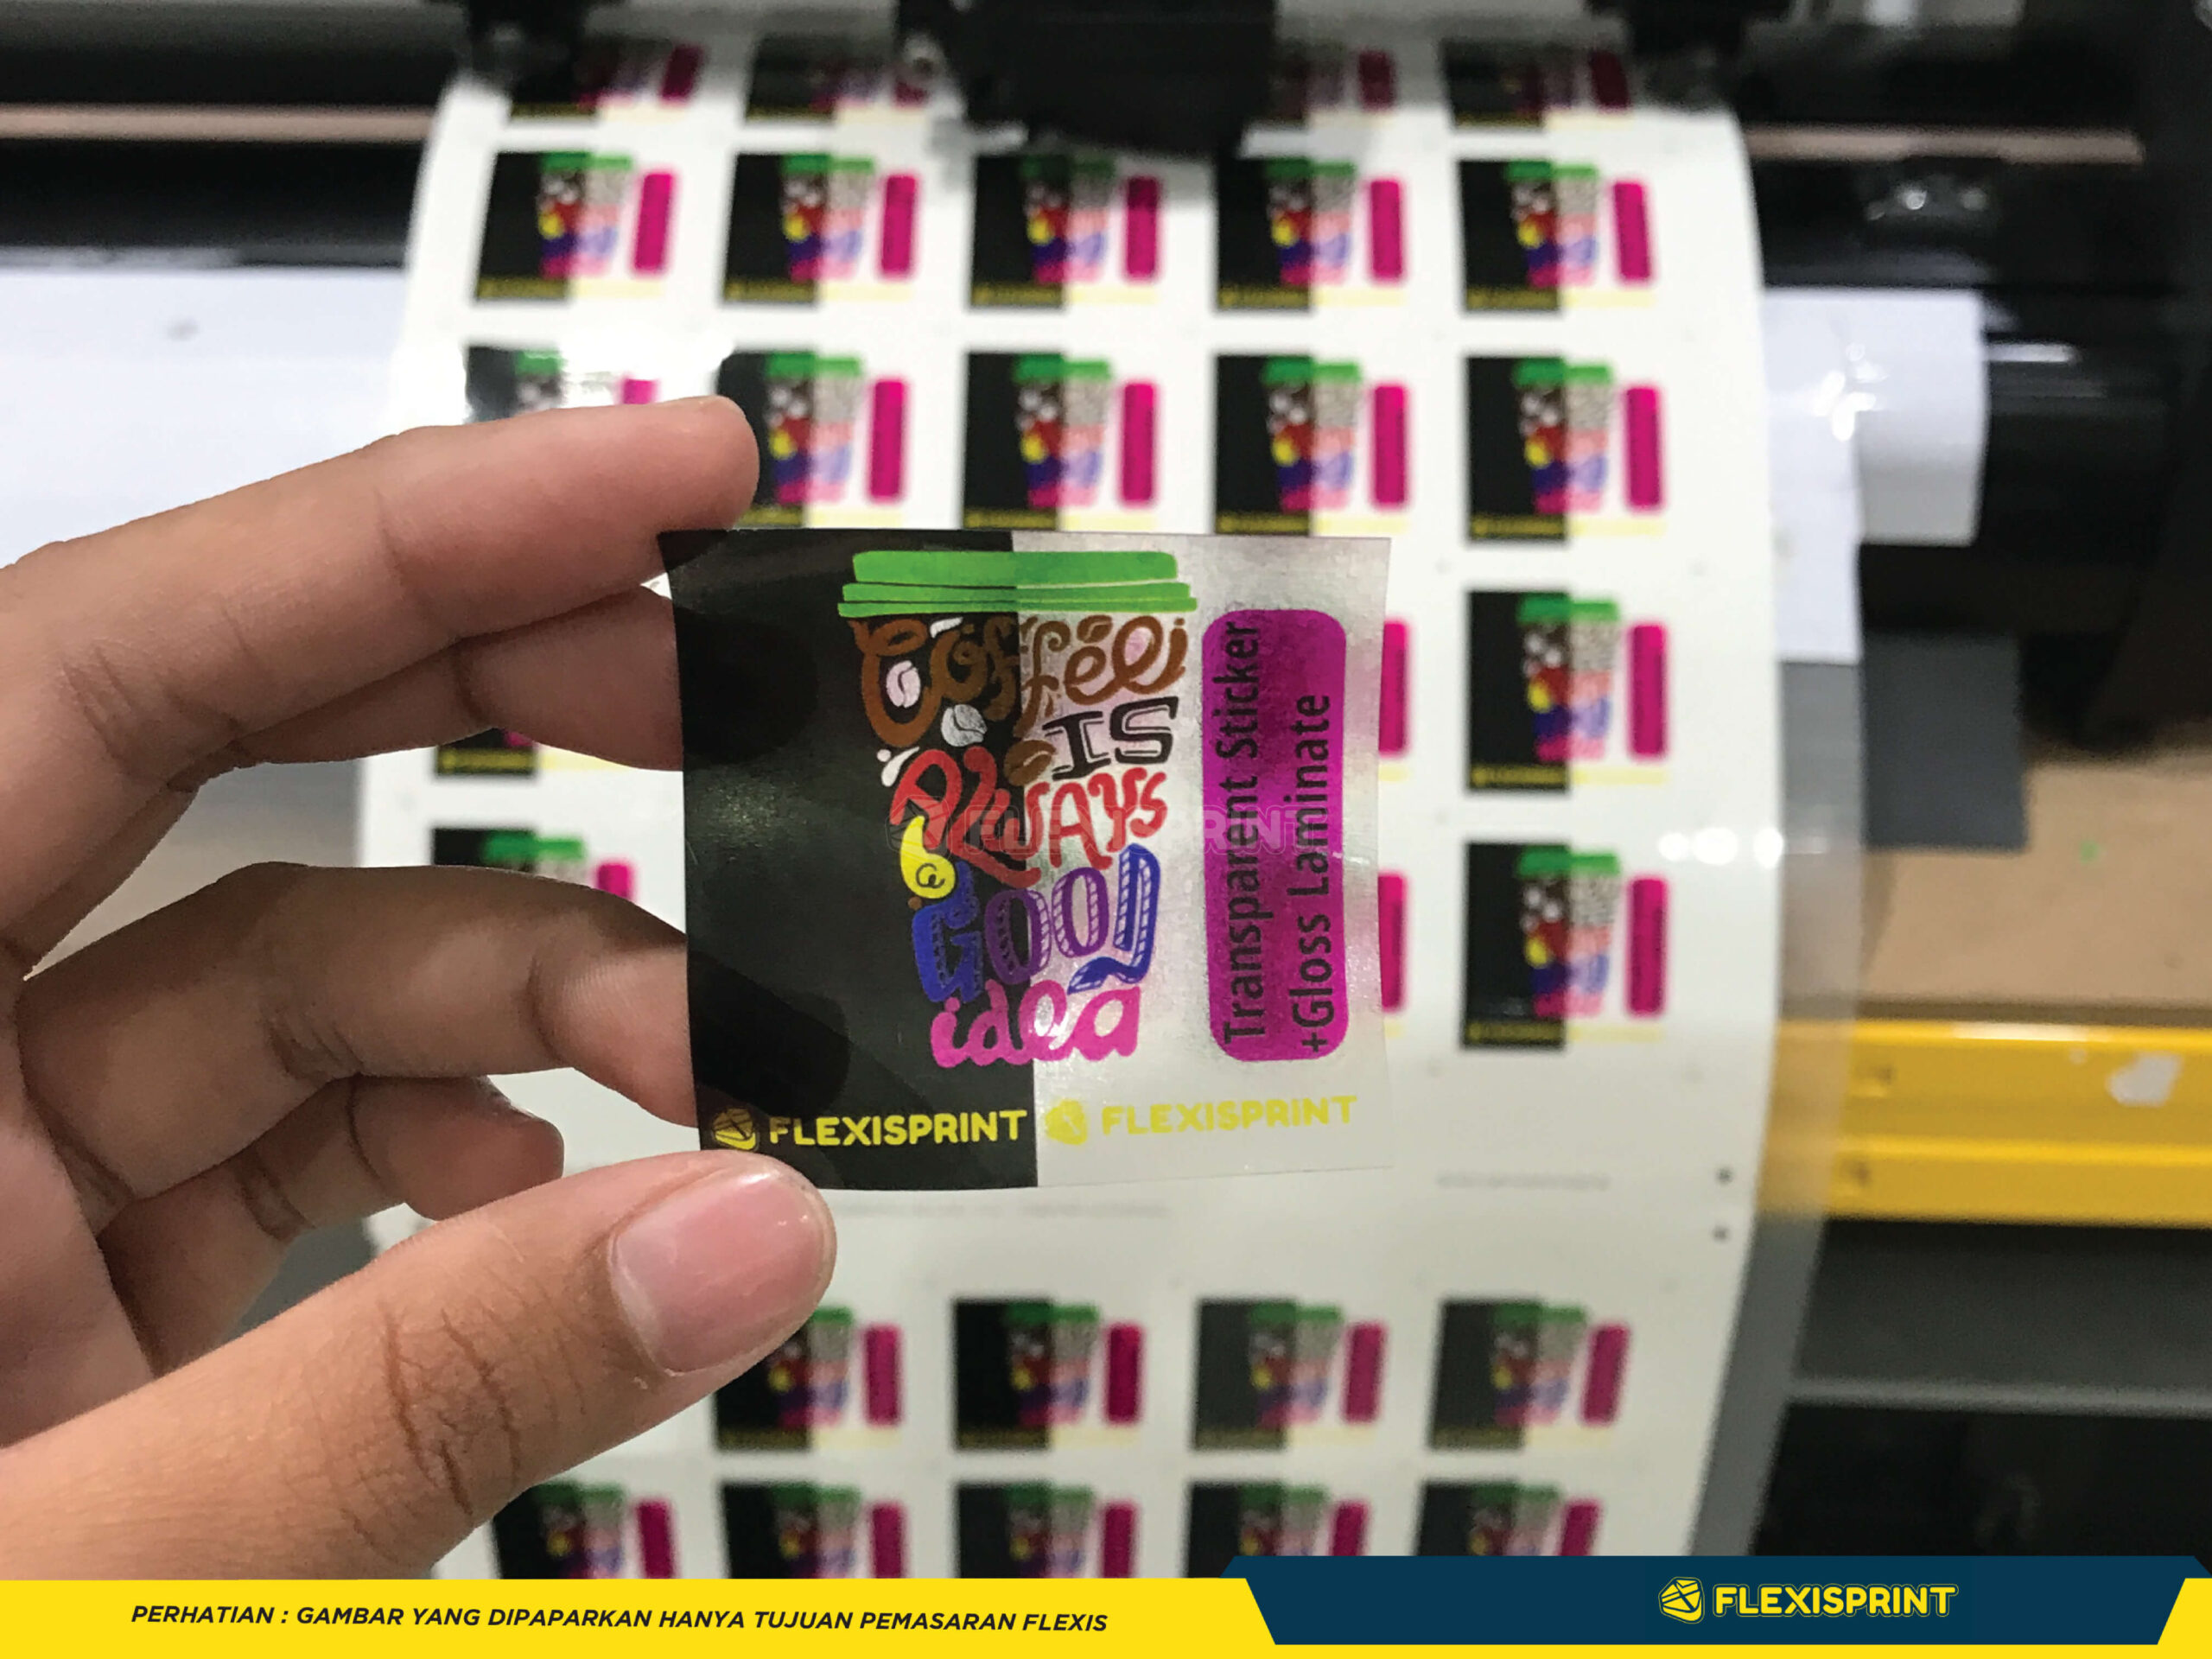 Coffee
IS
ALWAYS
a
GOOD
idea
Transparent Sticker
+Gloss Laminate
FLEXISPRINT FLEXISPRINT
FLEXISPRINT
PERHATIAN : GAMBAR YANG DIPAPARKAN HANYA TUJUAN PEMASARAN FLEXIS
FLEXISPRINT